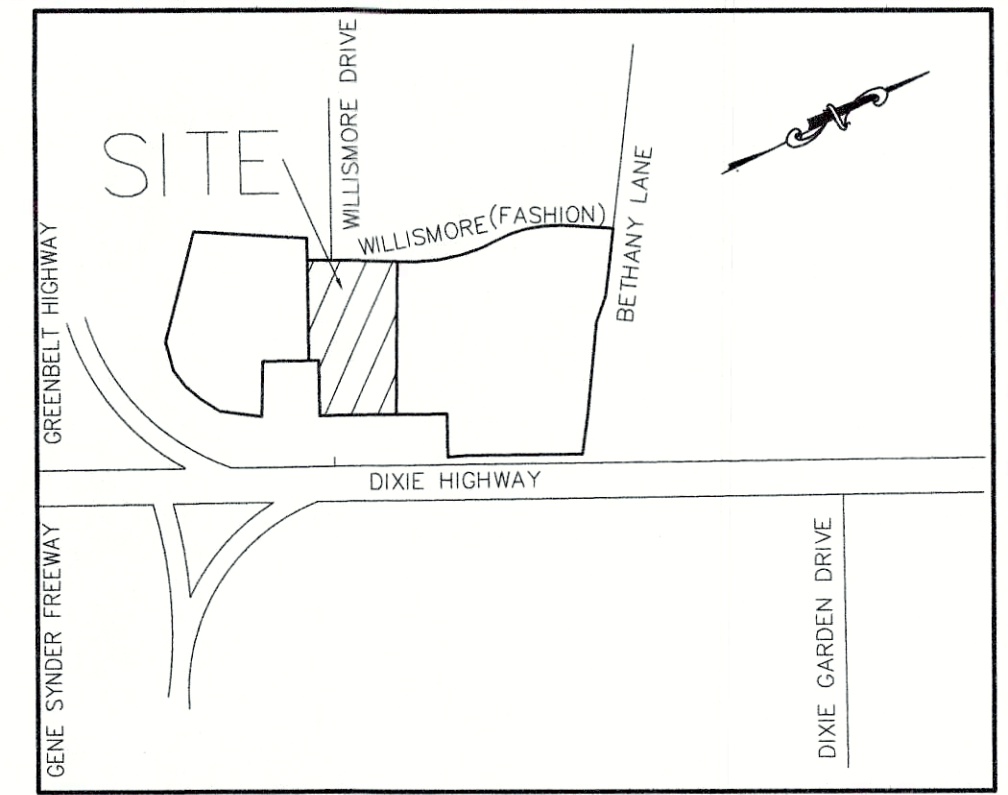 SITE
WILLISMORE DRIVE
WILLISMORE (FASHION)
BETHANY LANE
GREENBELT HIGHWAY
DIXIE HIGHWAY
GENE SYNDER FREEWAY
DIXIE GARDEN DRIVE
N